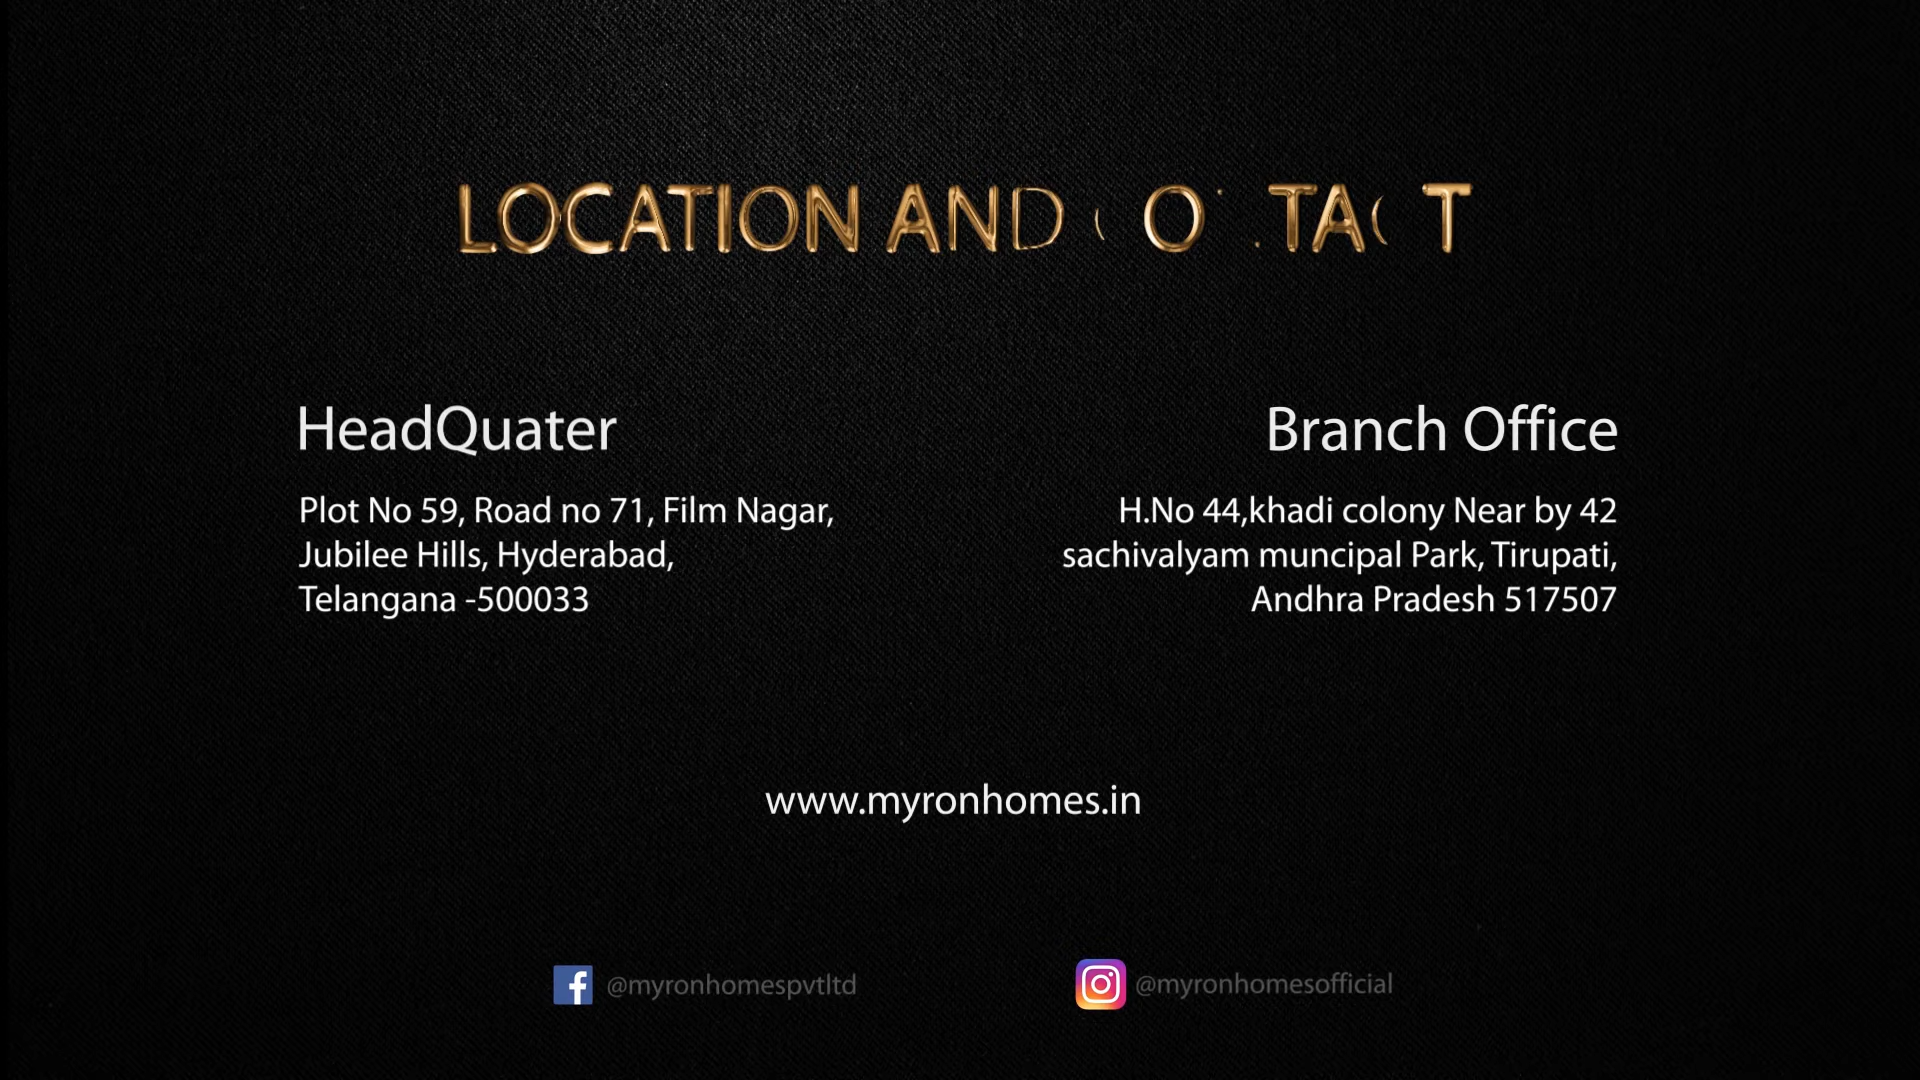 LOCATION AND CONTACT
HeadQuater
Plot No 59, Road no 71, Film Nagar,
Jubilee Hills, Hyderabad,
Telangana -500033
Branch Office
H.No 44,khadi colony Near by 42
sachivalyam muncipal Park, Tirupati,
Andhra Pradesh 517507
www.myronhomes.in
@myronhomespvtltd
@myronhomesofficial